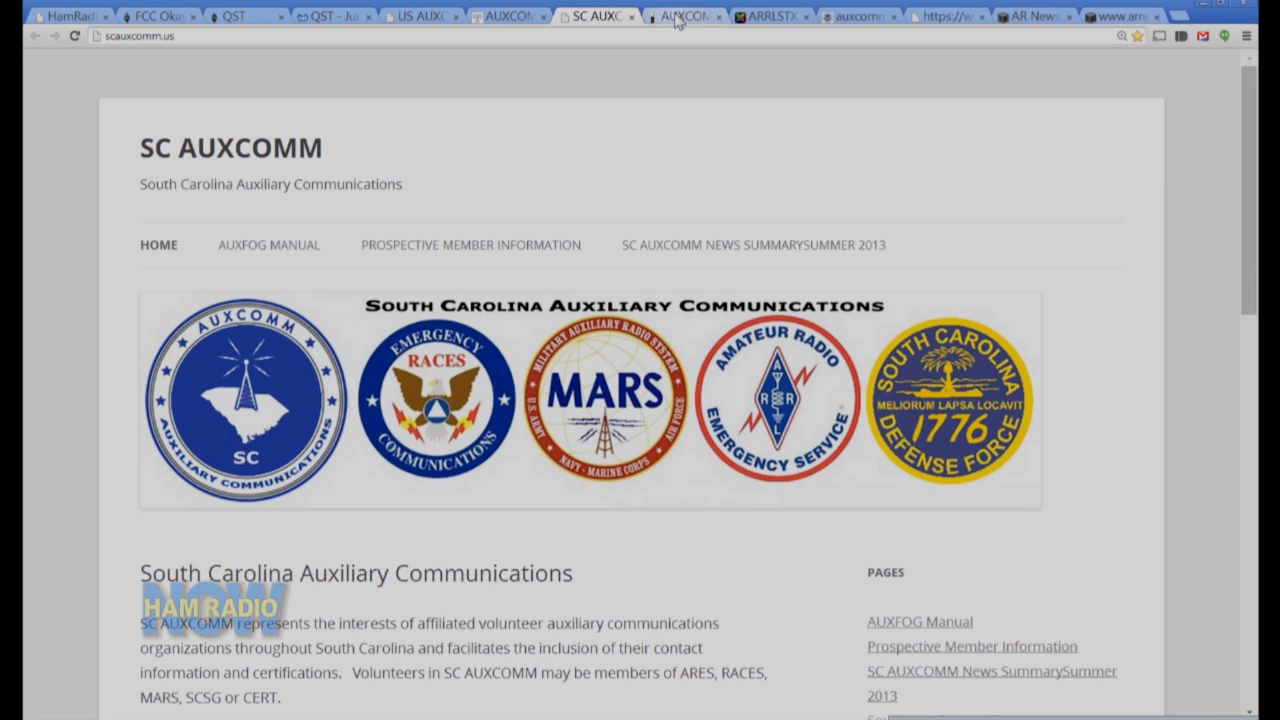 HamRadi
FCC Oka
QST
QST - Ju
US AUX
AUXCOM
SC AUXC
AUXCOM
ARRLSTX
auxcomm
https://w
AR News
scauxcomm.us
SC AUXCOMM
South Carolina Auxiliary Communications
HOME
AUXFOG MANUAL
PROSPECTIVE MEMBER INFORMATION
SC AUXCOMM NEWS SUMMARYSUMMER 2013
SOUTH CAROLINA AUXILIARY COMMUNICATIONS
AUXCOMM
SC
AUXILIARY COMMUNICATIONS
EMERGENCY
RACES
COMMUNICATIONS
MILITARY AUXILIARY RADIO SYSTEM
MARS
U.S. ARMY
AIR FORCE
NAVY - MARINE CORPS
AMATEUR RADIO
A
R R
L
EMERGENCY SERVICE
SOUTH CAROLINA
MELIORUM LAPSA LOCAVIT
1776
DEFENSE FORCE
South Carolina Auxiliary Communications
NOW
HAM RADIO
SC AUXCOMM represents the interests of affiliated volunteer auxiliary communications
organizations throughout South Carolina and facilitates the inclusion of their contact
information and certifications. Volunteers in SC AUXCOMM may be members of ARES, RACES,
MARS, SCSG or CERT.
PAGES
AUXFOG Manual
Prospective Member Information
SC AUXCOMM News SummarySummer
2013